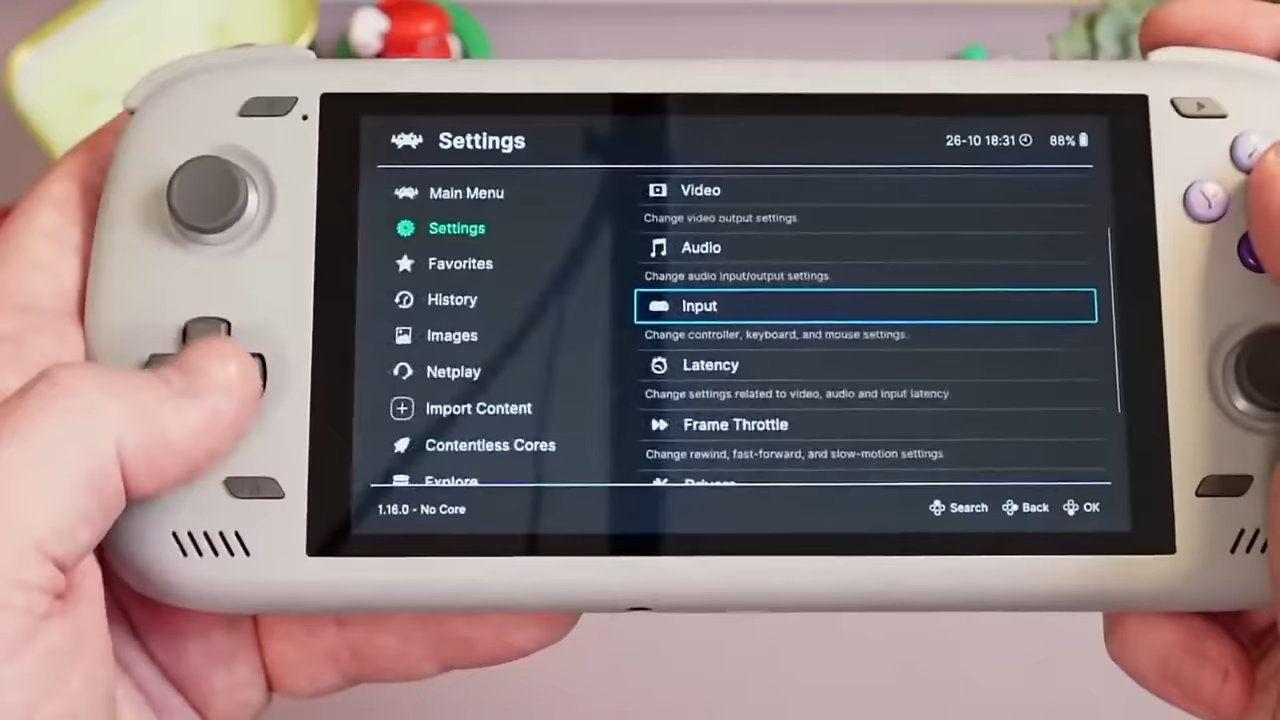 Settings
26-10 18:31
88%
Main Menu
Settings
Favorites
History
Images
Netplay
Import Content
Contentless Cores
Explore
Video
Change video output settings.
Audio
Change audio input/output settings.
Input
Change controller, keyboard, and mouse settings.
Latency
Change settings related to video, audio and input latency
Frame Throttle
Change rewind, fast-forward, and slow-motion settings
Drivers
1.16.0 - No Core
Search
Back
OK
Y